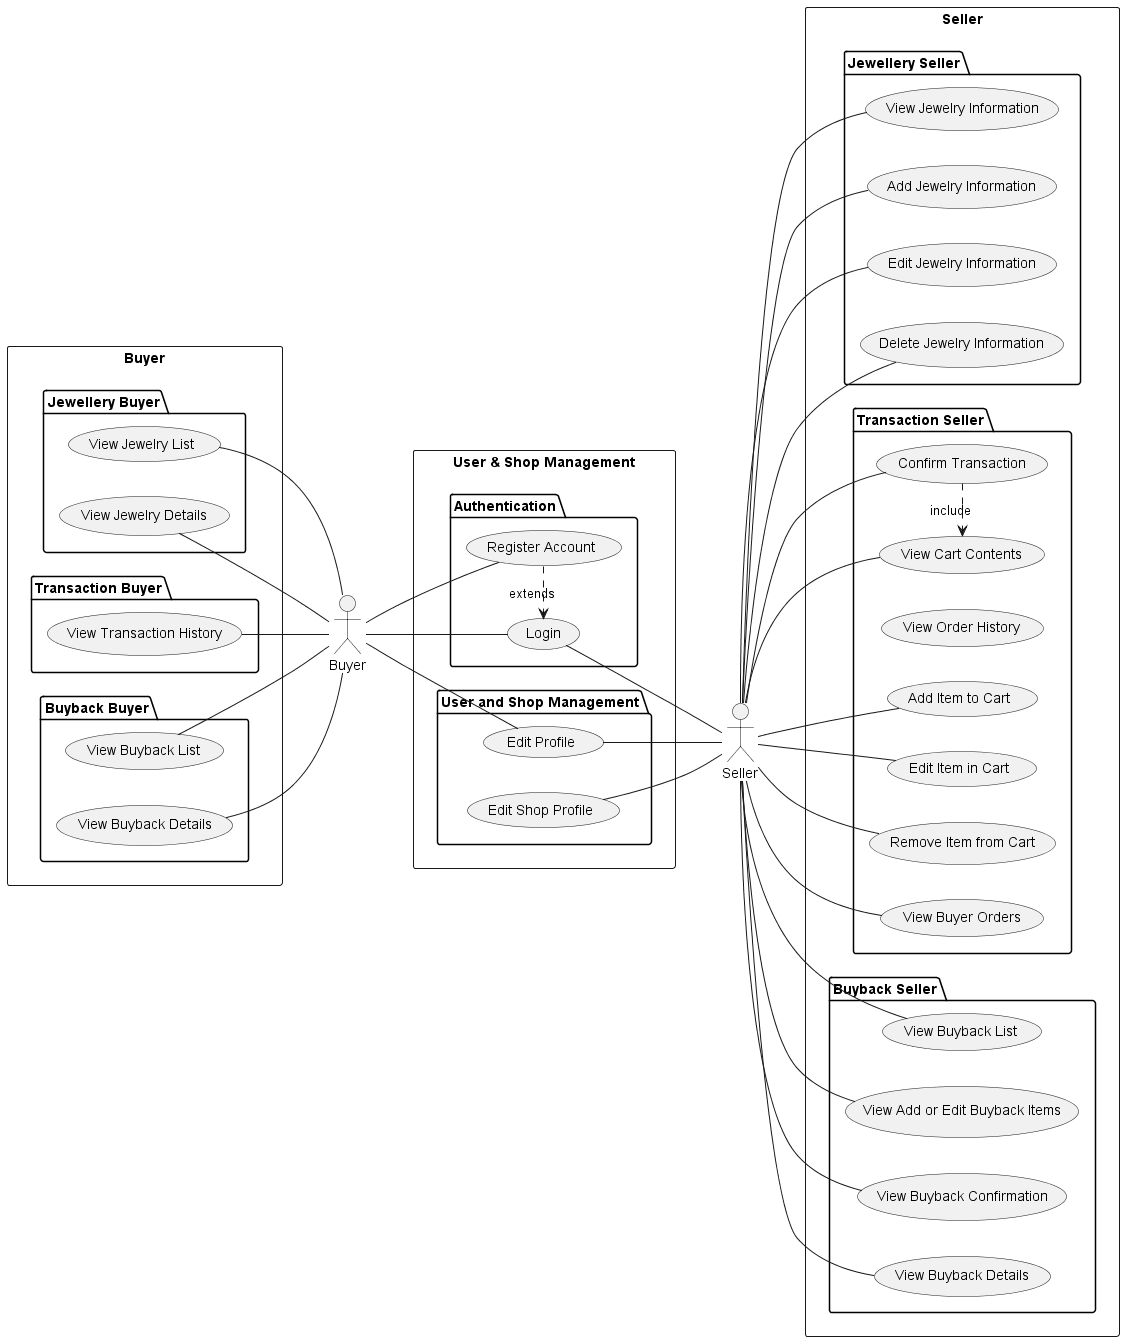 Buyer
Jewellery Buyer
View Jewelry List
View Jewelry Details
Transaction Buyer
View Transaction History
Buyback Buyer
View Buyback List
View Buyback Details
Buyer
User & Shop Management
Authentication
Register Account
extends
Login
User and Shop Management
Edit Profile
Edit Shop Profile
Seller
Seller
Jewellery Seller
View Jewelry Information
Add Jewelry Information
Edit Jewelry Information
Delete Jewelry Information
Transaction Seller
Confirm Transaction
include
View Cart Contents
View Order History
Add Item to Cart
Edit Item in Cart
Remove Item from Cart
View Buyer Orders
Buyback Seller
View Buyback List
View Add or Edit Buyback Items
View Buyback Confirmation
View Buyback Details